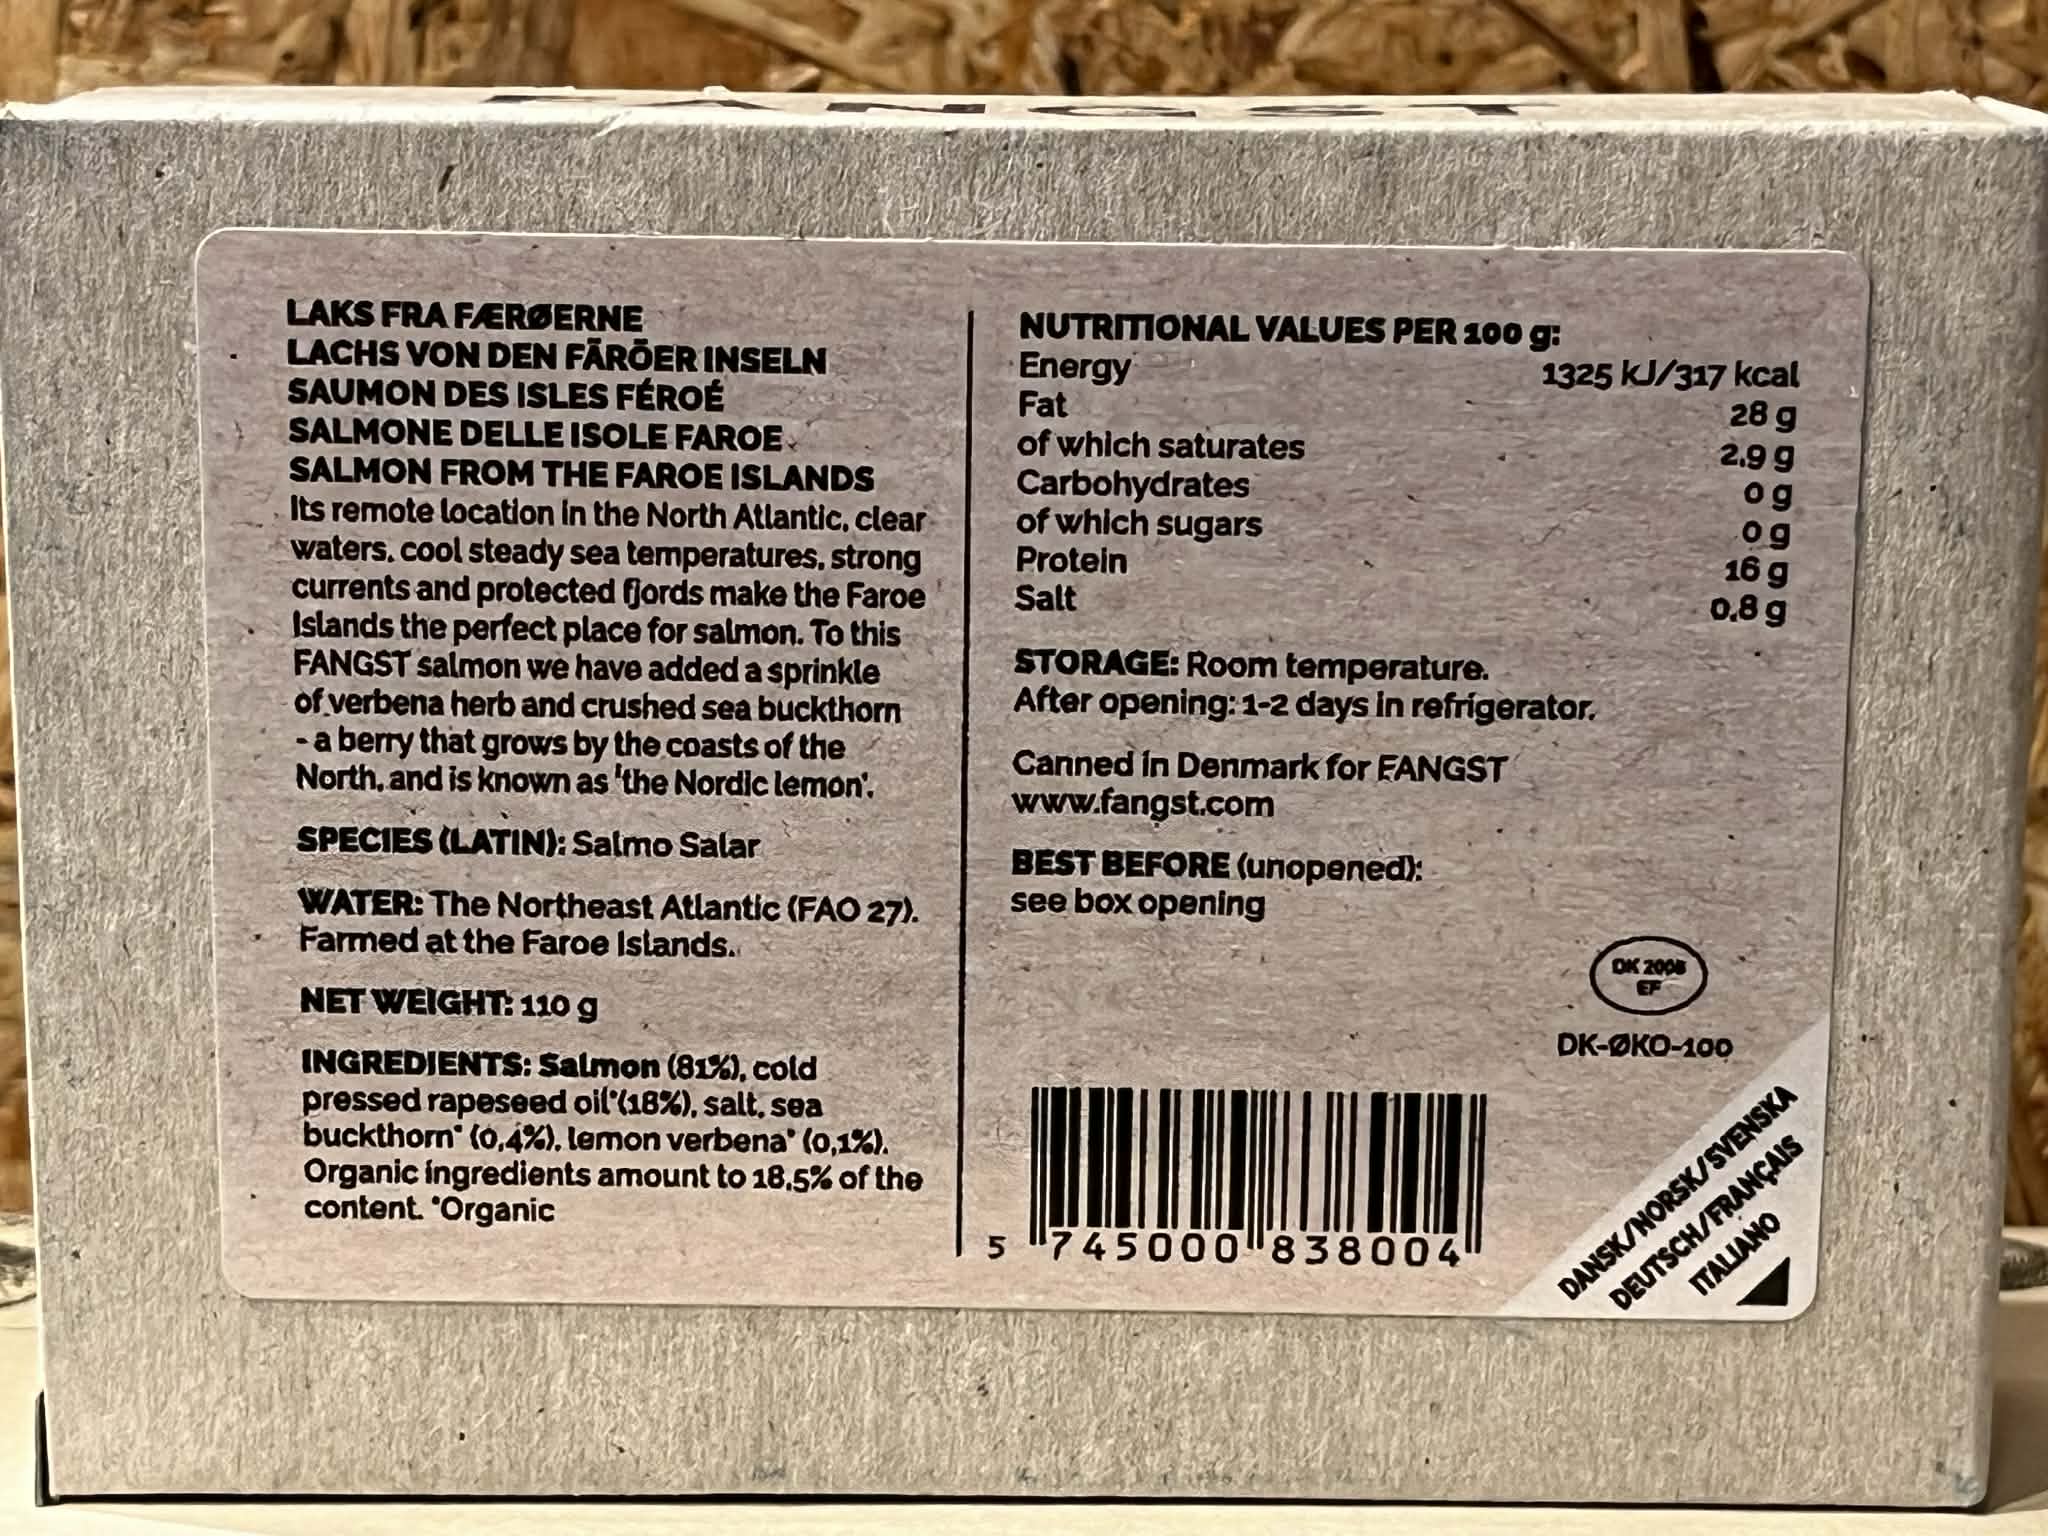 FANGST
LAKS FRA FÆRØERNE
LACHS VON DEN FÄRÖER INSELN
SAUMON DES ISLES FÉROÉ
SALMONE DELLE ISOLE FAROE
SALMON FROM THE FAROE ISLANDS
Its remote location in the North Atlantic, clear
waters, cool steady sea temperatures, strong
currents and protected fjords make the Faroe
Islands the perfect place for salmon. To this
FANGST salmon we have added a sprinkle
of verbena herb and crushed sea buckthorn
- a berry that grows by the coasts of the
North, and is known as 'the Nordic lemon'.
SPECIES (LATIN): Salmo Salar
WATER: The Northeast Atlantic (FAO 27).
Farmed at the Faroe Islands.
NET WEIGHT: 110 g
INGREDIENTS: Salmon (81%), cold
pressed rapeseed oil*(18%), salt, sea
buckthorn* (0,4%), lemon verbena* (0,1%).
Organic ingredients amount to 18,5% of the
content. *Organic
NUTRITIONAL VALUES PER 100 g:
Energy 1325 kJ/317 kcal
Fat 28 g
of which saturates 2,9 g
Carbohydrates 0 g
of which sugars 0 g
Protein 16 g
Salt 0,8 g
STORAGE: Room temperature.
After opening: 1-2 days in refrigerator.
Canned in Denmark for FANGST
www.fangst.com
BEST BEFORE (unopened):
see box opening
DK 2008
EF
DK-ØKO-100
5 745000 838004
DANSK/NORSK/SVENSKA
DEUTSCH/FRANÇAIS
ITALIANO